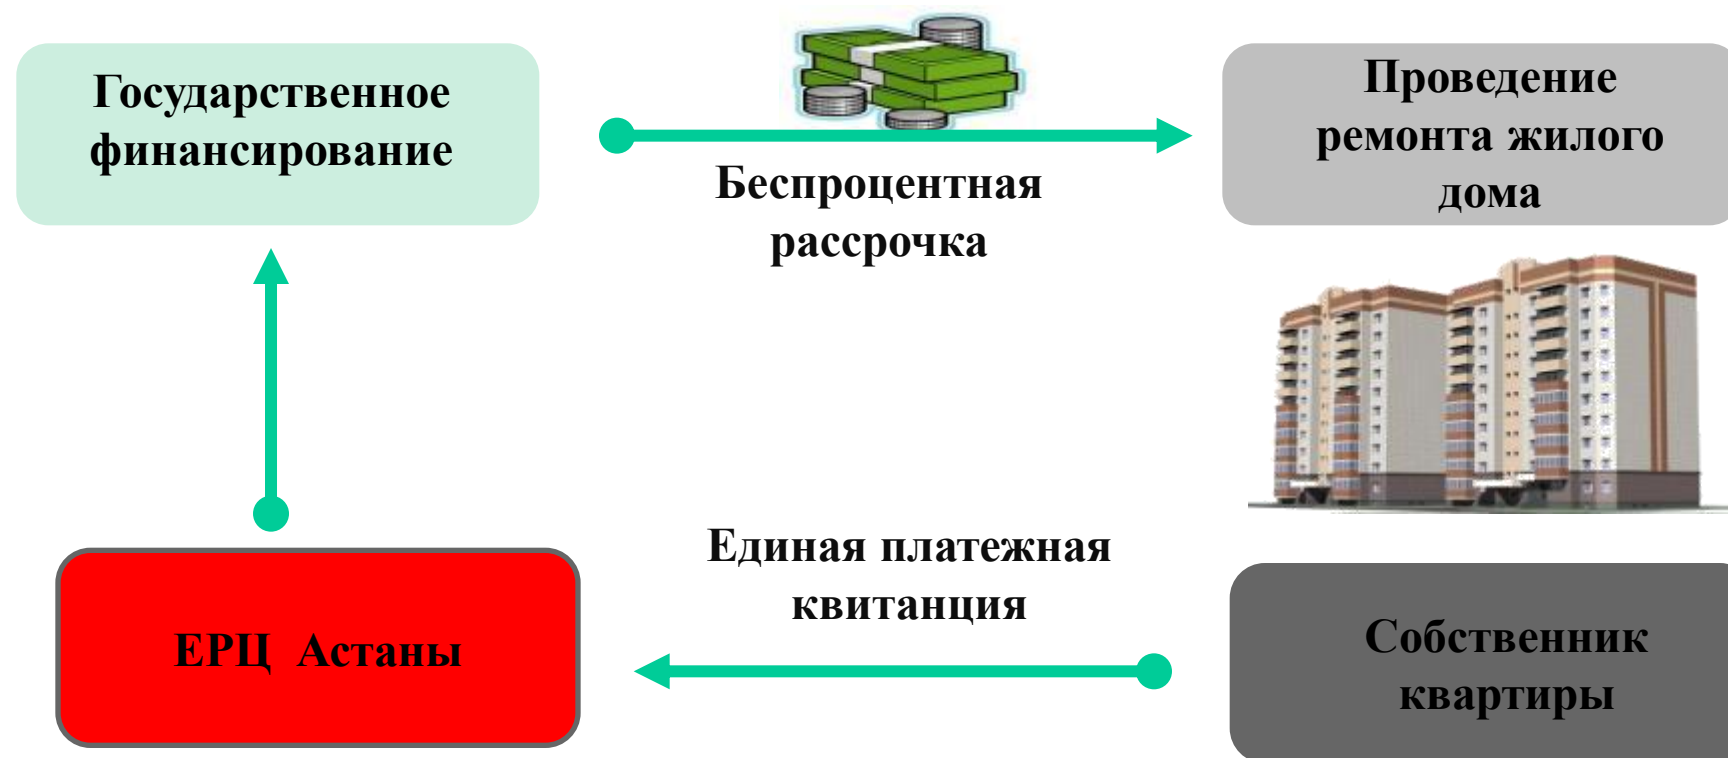 Государственное
финансирование
Беспроцентная
рассрочка
Проведение
ремонта жилого
дома
ЕРЦ Астаны
Единая платежная
квитанция
Собственник
квартиры